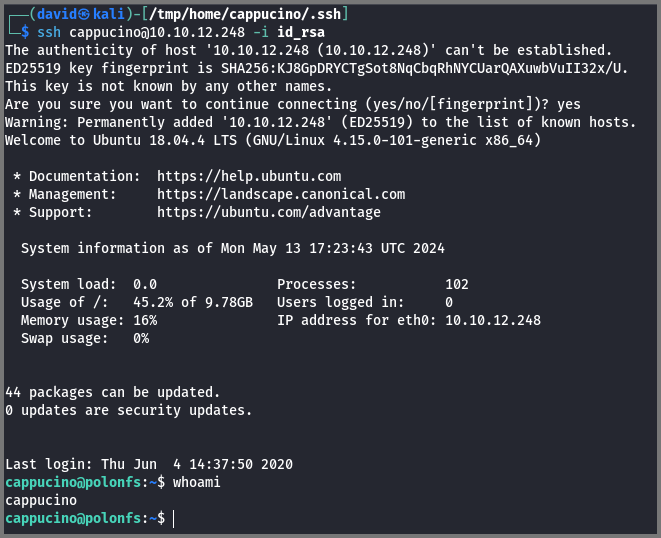 ┌──(david㉿kali)-[/tmp/home/cappucino/.ssh]
└─$ ssh cappucino@10.10.12.248 -i id_rsa
The authenticity of host '10.10.12.248 (10.10.12.248)' can't be established.
ED25519 key fingerprint is SHA256:KJ8GpDRYCTgSot8NqCbqRhNYCUarQAXuwbVuII32x/U.
This key is not known by any other names.
Are you sure you want to continue connecting (yes/no/[fingerprint])? yes
Warning: Permanently added '10.10.12.248' (ED25519) to the list of known hosts.
Welcome to Ubuntu 18.04.4 LTS (GNU/Linux 4.15.0-101-generic x86_64)

 * Documentation:  https://help.ubuntu.com
 * Management:     https://landscape.canonical.com
 * Support:        https://ubuntu.com/advantage

  System information as of Mon May 13 17:23:43 UTC 2024

  System load:  0.0               Processes:           102
  Usage of /:   45.2% of 9.78GB   Users logged in:     0
  Memory usage: 16%               IP address for eth0: 10.10.12.248
  Swap usage:   0%

44 packages can be updated.
0 updates are security updates.

Last login: Thu Jun  4 14:37:50 2020
cappucino@polonfs:~$ whoami
cappucino
cappucino@polonfs:~$